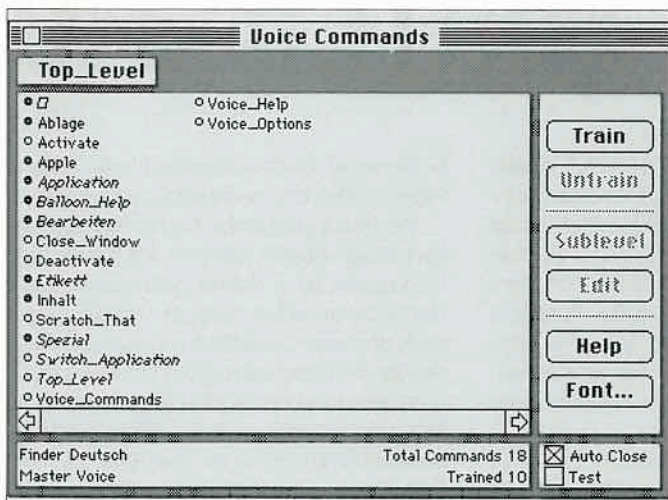 Voice Commands
Top_Level
Ablage
Activate
Apple
Application
Balloon_Help
Bearbeiten
Close_Window
Deactivate
Etikett
Inhalt
Scratch_That
Spezial
Switch_Application
Top_Level
Voice_Commands
Voice_Help
Voice_Options
Train
Untrain
Sublevel
Edit
Help
Font...
Finder Deutsch
Total Commands 18
Master Voice
Trained 10
Auto Close
Test